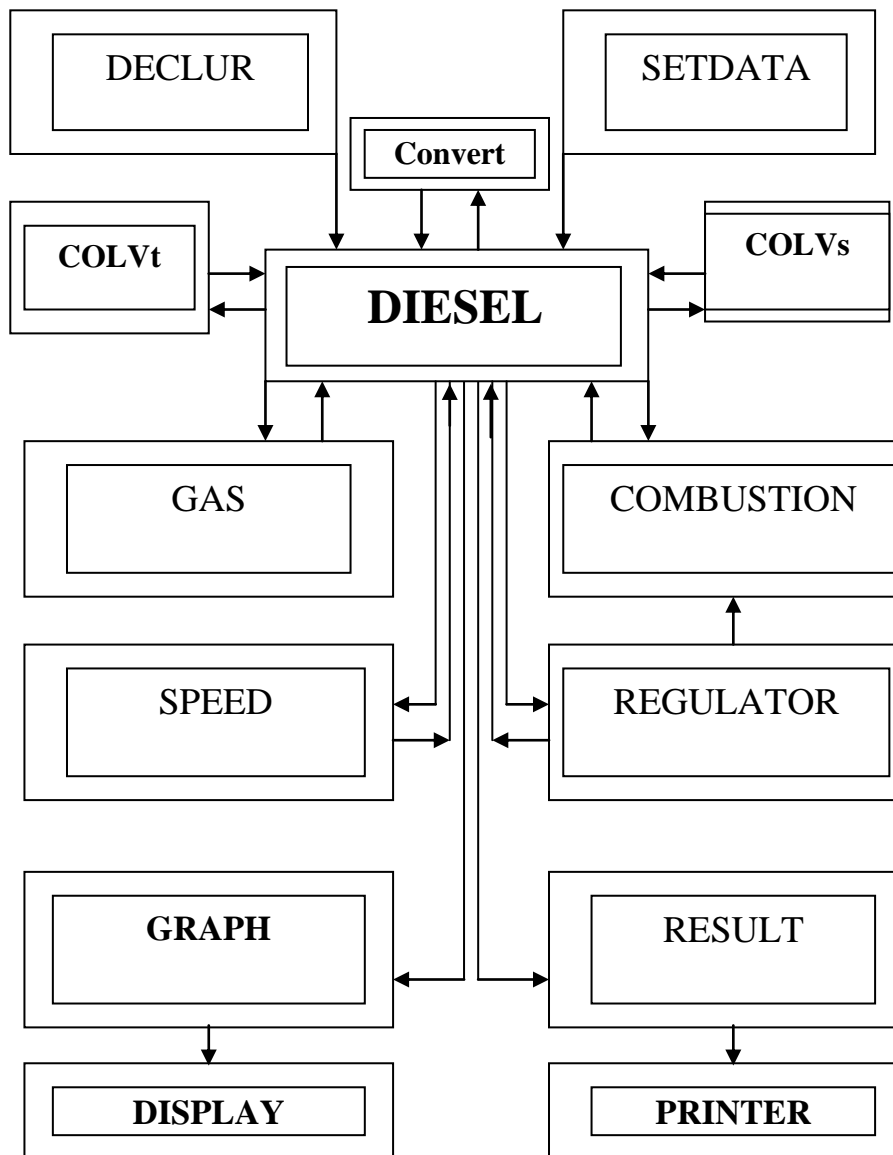 DECLUR
SETDATA
Convert
COLVt
COLVs
DIESEL
GAS
COMBUSTION
SPEED
REGULATOR
GRAPH
RESULT
DISPLAY
PRINTER